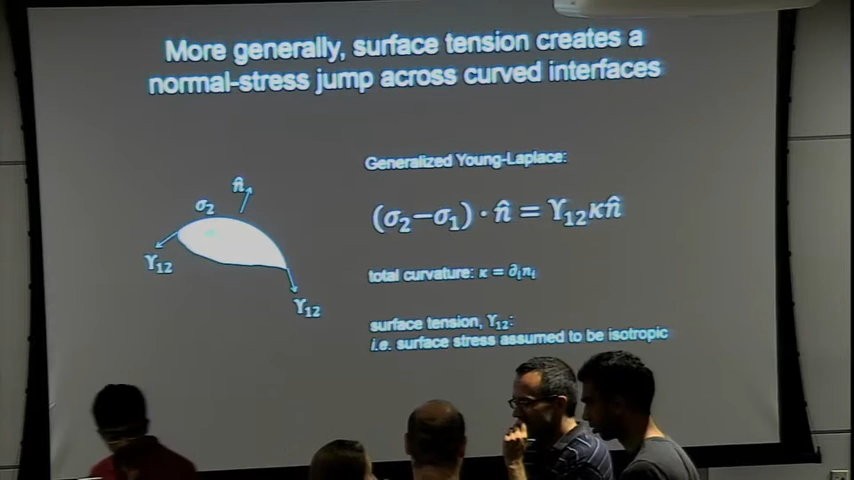 More generally, surface tension creates a
normal-stress jump across curved interfaces
Generalized Young-Laplace:
n̂
σ₂
(σ₂−σ₁) · n̂ = ϒ₁₂κn̂
ϒ₁₂
total curvature: κ = ∂ᵢnᵢ
ϒ₁₂
surface tension, ϒ₁₂:
i.e. surface stress assumed to be isotropic